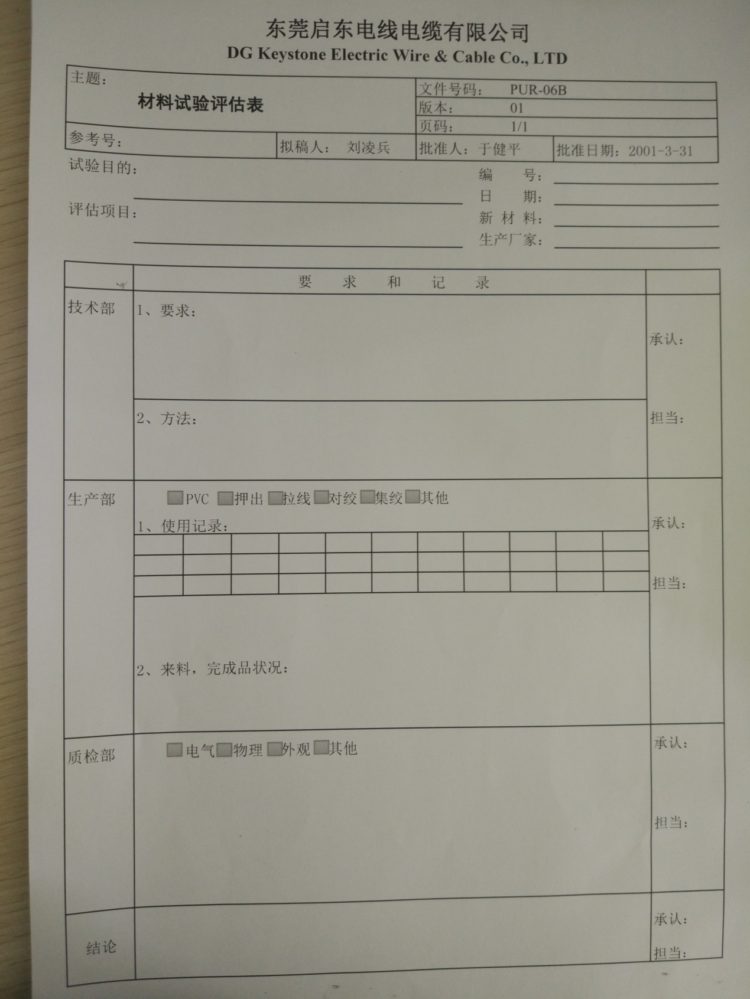 东莞启东电线电缆有限公司
DG Keystone Electric Wire & Cable Co., LTD
主题：
材料试验评估表
文件号码： PUR-06B
版本： 01
页码： 1/1
参考号： 拟稿人： 刘凌兵 批准人：于健平 批准日期：2001-3-31
试验目的：
编 号：
日 期：
评估项目：
新 材 料：
生产厂家：
要 求 和 记 录
技术部 1、要求：
承认：
2、方法： 担当：
生产部 PVC 押出 拉线 对绞 集绞 其他
1、使用记录： 承认：
担当：
2、来料，完成品状况：
质检部 电气 物理 外观 其他 承认：
担当：
承认：
结论
担当：